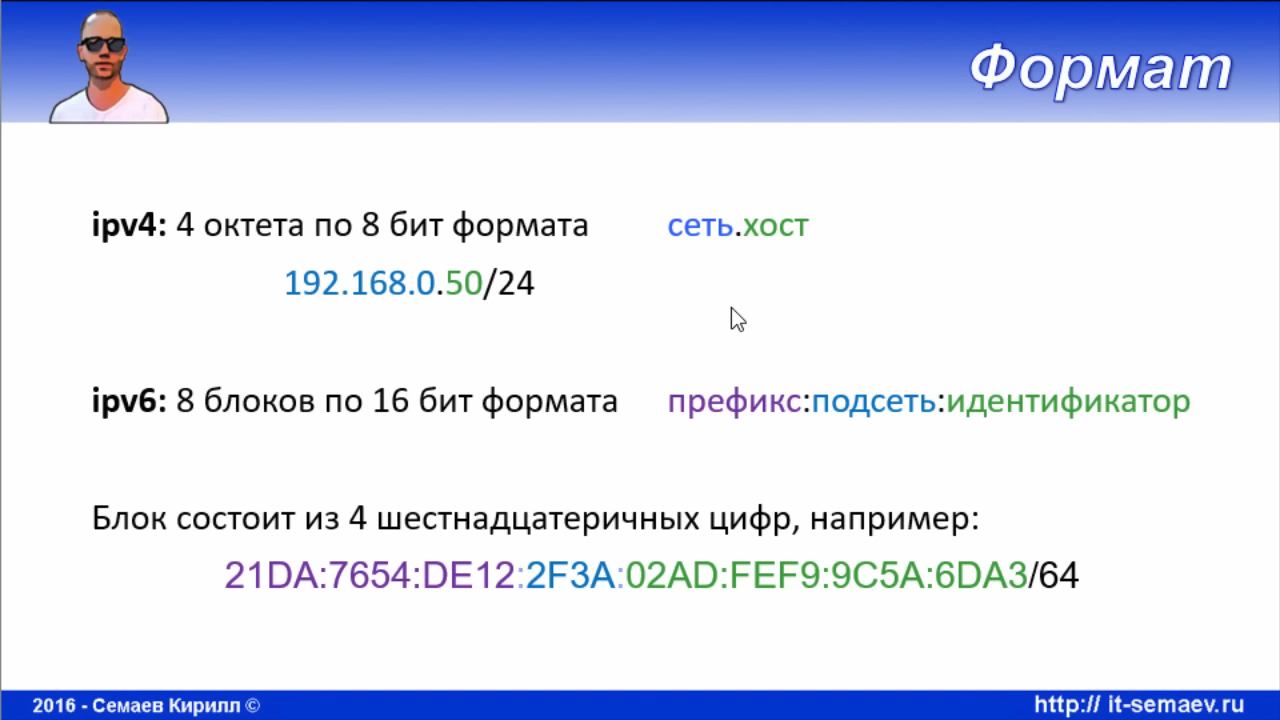 Формат
ipv4: 4 октета по 8 бит формата сеть.хост
192.168.0.50/24
ipv6: 8 блоков по 16 бит формата префикс:подсеть:идентификатор
Блок состоит из 4 шестнадцатеричных цифр, например:
21DA:7654:DE12:2F3A:02AD:FEF9:9C5A:6DA3/64
2016 - Семаев Кирилл © http:// it-semaev.ru